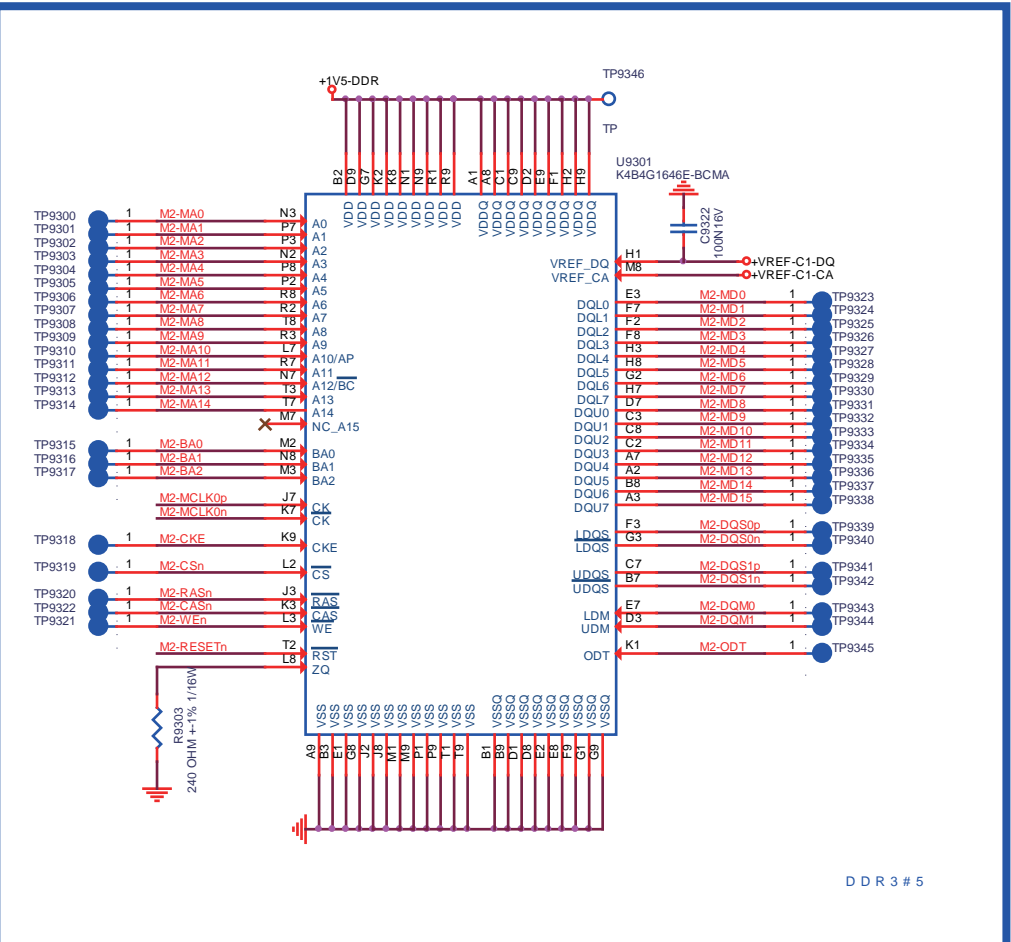 +1V5-DDR
TP9346
TP
U9301
K4B4G1646E-BCMA
B2 D9 G7 K2 K8 N1 N9 R1 R9 A1 A8 C1 C9 D2 E9 F1 H2 H9
VDD VDD VDD VDD VDD VDD VDD VDD VDD VDDQ VDDQ VDDQ VDDQ VDDQ VDDQ VDDQ VDDQ VDDQ
C9322
100N16V
TP9300 1 M2-MA0 N3 A0
TP9301 1 M2-MA1 P7 A1
TP9302 1 M2-MA2 P3 A2
TP9303 1 M2-MA3 N2 A3
TP9304 1 M2-MA4 P8 A4
TP9305 1 M2-MA5 P2 A5
TP9306 1 M2-MA6 R8 A6
TP9307 1 M2-MA7 R2 A7
TP9308 1 M2-MA8 T8 A8
TP9309 1 M2-MA9 R3 A9
TP9310 1 M2-MA10 L7 A10/AP
TP9311 1 M2-MA11 R7 A11
TP9312 1 M2-MA12 N7 A12/BC
TP9313 1 M2-MA13 T3 A13
TP9314 1 M2-MA14 T7 A14
M7 NC_A15
TP9315 1 M2-BA0 M2 BA0
TP9316 1 M2-BA1 N8 BA1
TP9317 1 M2-BA2 M3 BA2
M2-MCLK0p J7 CK
M2-MCLK0n K7 CK
TP9318 1 M2-CKE K9 CKE
TP9319 1 M2-CSn L2 CS
TP9320 1 M2-RASn J3 RAS
TP9322 1 M2-CASn K3 CAS
TP9321 1 M2-WEn L3 WE
M2-RESETn T2 RST
L8 ZQ
R9303
240 OHM +-1% 1/16W
VREF_DQ H1 +VREF-C1-DQ
VREF_CA M8 +VREF-C1-CA
DQL0 E3 M2-MD0 1 TP9323
DQL1 F7 M2-MD1 1 TP9324
DQL2 F2 M2-MD2 1 TP9325
DQL3 F8 M2-MD3 1 TP9326
DQL4 H3 M2-MD4 1 TP9327
DQL5 H8 M2-MD5 1 TP9328
DQL6 G2 M2-MD6 1 TP9329
DQL7 H7 M2-MD7 1 TP9330
DQU0 D7 M2-MD8 1 TP9331
DQU1 C3 M2-MD9 1 TP9332
DQU2 C8 M2-MD10 1 TP9333
DQU3 C2 M2-MD11 1 TP9334
DQU4 A7 M2-MD12 1 TP9335
DQU5 A2 M2-MD13 1 TP9336
DQU6 B8 M2-MD14 1 TP9337
DQU7 A3 M2-MD15 1 TP9338
LDQS F3 M2-DQS0p 1 TP9339
LDQS G3 M2-DQS0n 1 TP9340
UDQS C7 M2-DQS1p 1 TP9341
UDQS B7 M2-DQS1n 1 TP9342
LDM E7 M2-DQM0 1 TP9343
UDM D3 M2-DQM1 1 TP9344
ODT K1 M2-ODT 1 TP9345
VSS VSS VSS VSS VSS VSS VSS VSS VSS VSS VSS VSS VSSQ VSSQ VSSQ VSSQ VSSQ VSSQ VSSQ VSSQ VSSQ
A9 B3 E1 G8 J2 J8 M1 M9 P1 P9 T1 T9 B1 B9 D1 D8 E2 E8 F9 G1 G9
DDR3#5